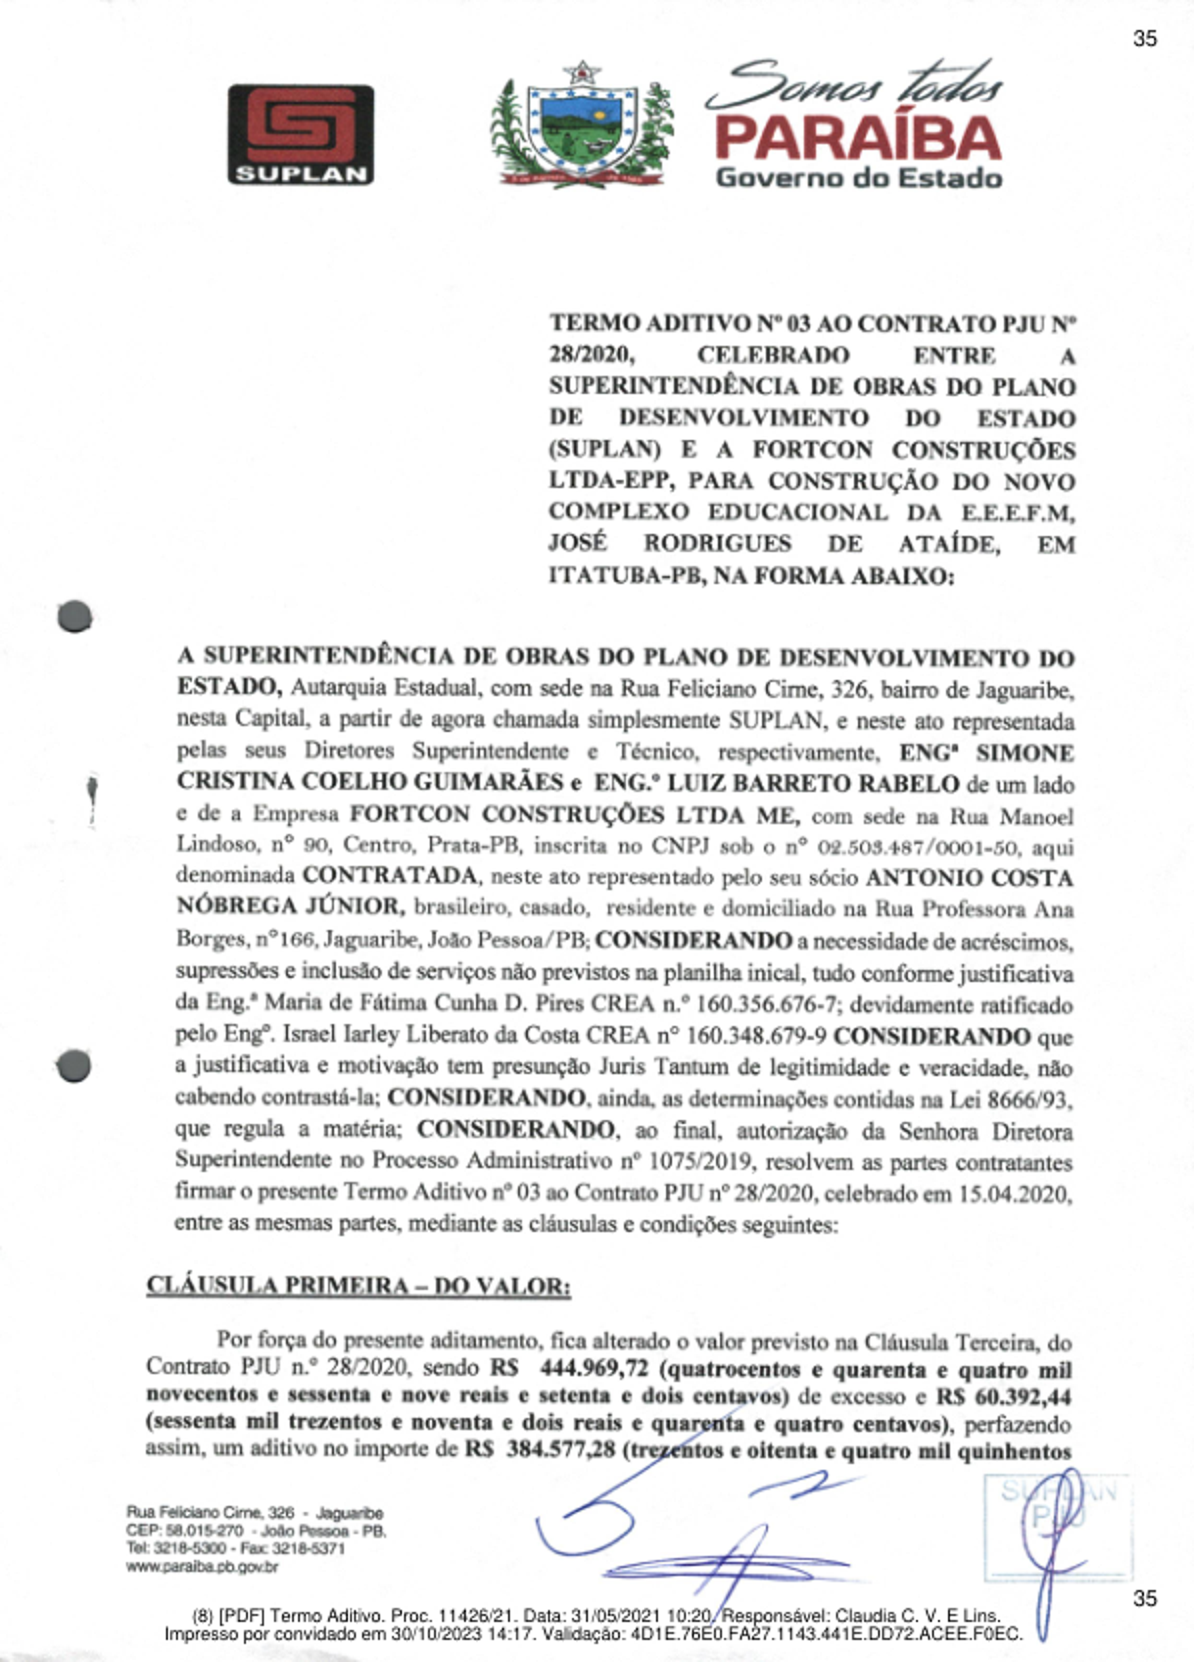 35
SUPLAN
Somos todos
PARAÍBA
Governo do Estado
TERMO ADITIVO Nº 03 AO CONTRATO PJU Nº
28/2020, CELEBRADO ENTRE A
SUPERINTENDÊNCIA DE OBRAS DO PLANO
DE DESENVOLVIMENTO DO ESTADO
(SUPLAN) E A FORTCON CONSTRUÇÕES
LTDA-EPP, PARA CONSTRUÇÃO DO NOVO
COMPLEXO EDUCACIONAL DA E.E.E.F.M,
JOSÉ RODRIGUES DE ATAÍDE, EM
ITATUBA-PB, NA FORMA ABAIXO:
A SUPERINTENDÊNCIA DE OBRAS DO PLANO DE DESENVOLVIMENTO DO
ESTADO, Autarquia Estadual, com sede na Rua Feliciano Cirne, 326, bairro de Jaguaribe,
nesta Capital, a partir de agora chamada simplesmente SUPLAN, e neste ato representada
pelas seus Diretores Superintendente e Técnico, respectivamente, ENGª SIMONE
CRISTINA COELHO GUIMARÃES e ENG.º LUIZ BARRETO RABELO de um lado
e de a Empresa FORTCON CONSTRUÇÕES LTDA ME, com sede na Rua Manoel
Lindoso, nº 90, Centro, Prata-PB, inscrita no CNPJ sob o nº 02.503.487/0001-50, aqui
denominada CONTRATADA, neste ato representado pelo seu sócio ANTONIO COSTA
NÓBREGA JÚNIOR, brasileiro, casado, residente e domiciliado na Rua Professora Ana
Borges, nº166, Jaguaribe, João Pessoa/PB; CONSIDERANDO a necessidade de acréscimos,
supressões e inclusão de serviços não previstos na planilha inical, tudo conforme justificativa
da Eng.ª Maria de Fátima Cunha D. Pires CREA n.º 160.356.676-7; devidamente ratificado
pelo Engº. Israel Iarley Liberato da Costa CREA nº 160.348.679-9 CONSIDERANDO que
a justificativa e motivação tem presunção Juris Tantum de legitimidade e veracidade, não
cabendo contrastá-la; CONSIDERANDO, ainda, as determinações contidas na Lei 8666/93,
que regula a matéria; CONSIDERANDO, ao final, autorização da Senhora Diretora
Superintendente no Processo Administrativo nº 1075/2019, resolvem as partes contratantes
firmar o presente Termo Aditivo nº 03 ao Contrato PJU nº 28/2020, celebrado em 15.04.2020,
entre as mesmas partes, mediante as cláusulas e condições seguintes:
CLÁUSULA PRIMEIRA – DO VALOR:
Por força do presente aditamento, fica alterado o valor previsto na Cláusula Terceira, do
Contrato PJU n.º 28/2020, sendo R$ 444.969,72 (quatrocentos e quarenta e quatro mil
novecentos e sessenta e nove reais e setenta e dois centavos) de excesso e R$ 60.392,44
(sessenta mil trezentos e noventa e dois reais e quarenta e quatro centavos), perfazendo
assim, um aditivo no importe de R$ 384.577,28 (trezentos e oitenta e quatro mil quinhentos
SUPLAN
PJU
Rua Feliciano Cirne, 326 - Jaguaribe
CEP: 58.015-270 - João Pessoa - PB.
Tel: 3218-5300 - Fax: 3218-5371
www.paraiba.pb.gov.br
35
(8) [PDF] Termo Aditivo. Proc. 11426/21. Data: 31/05/2021 10:20. Responsável: Claudia C. V. E Lins.
Impresso por convidado em 30/10/2023 14:17. Validação: 4D1E.76E0.FA27.1143.441E.DD72.ACEE.F0EC.